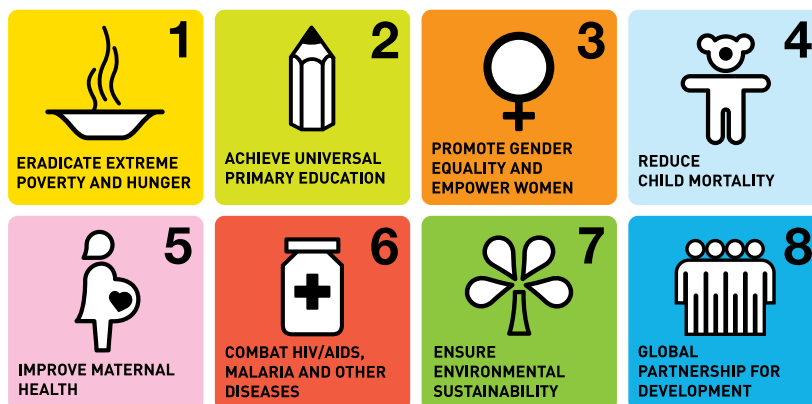 1
ERADICATE EXTREME
POVERTY AND HUNGER
2
ACHIEVE UNIVERSAL
PRIMARY EDUCATION
3
PROMOTE GENDER
EQUALITY AND
EMPOWER WOMEN
4
REDUCE
CHILD MORTALITY
5
IMPROVE MATERNAL
HEALTH
6
COMBAT HIV/AIDS,
MALARIA AND OTHER
DISEASES
7
ENSURE
ENVIRONMENTAL
SUSTAINABILITY
8
GLOBAL
PARTNERSHIP FOR
DEVELOPMENT